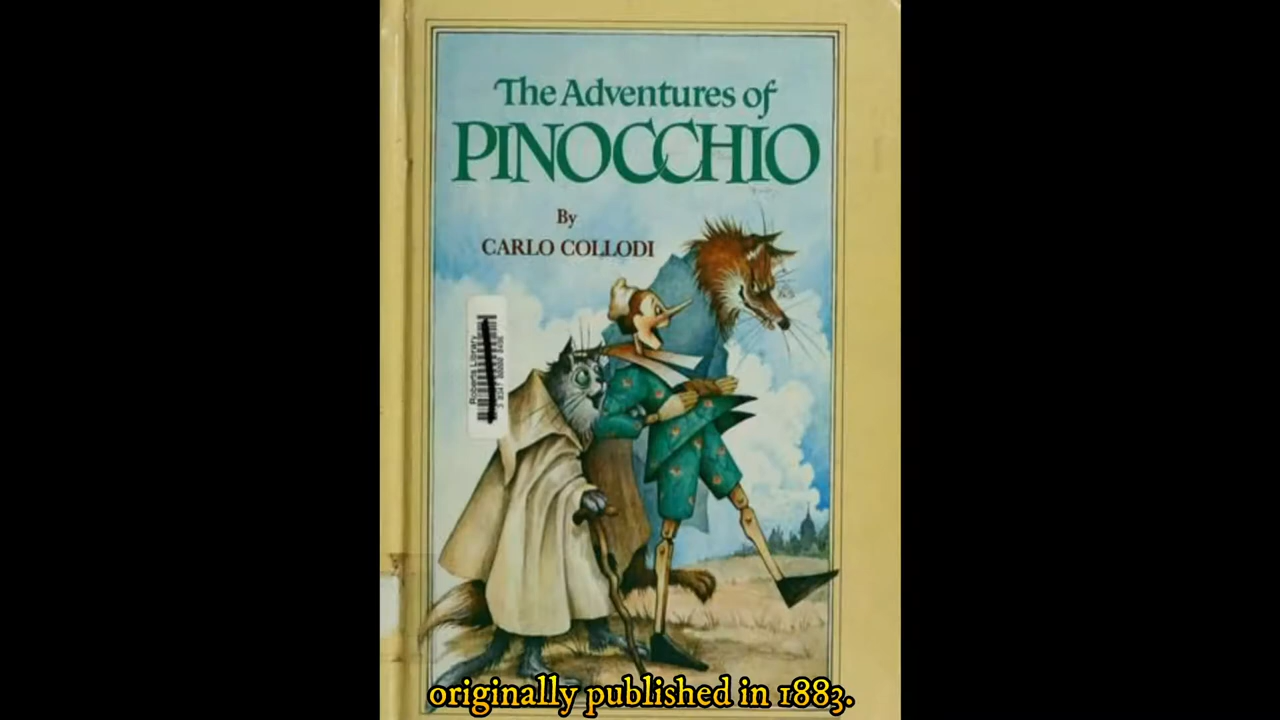 The Adventures of
PINOCCHIO
By
CARLO COLLODI
originally published in 1883.